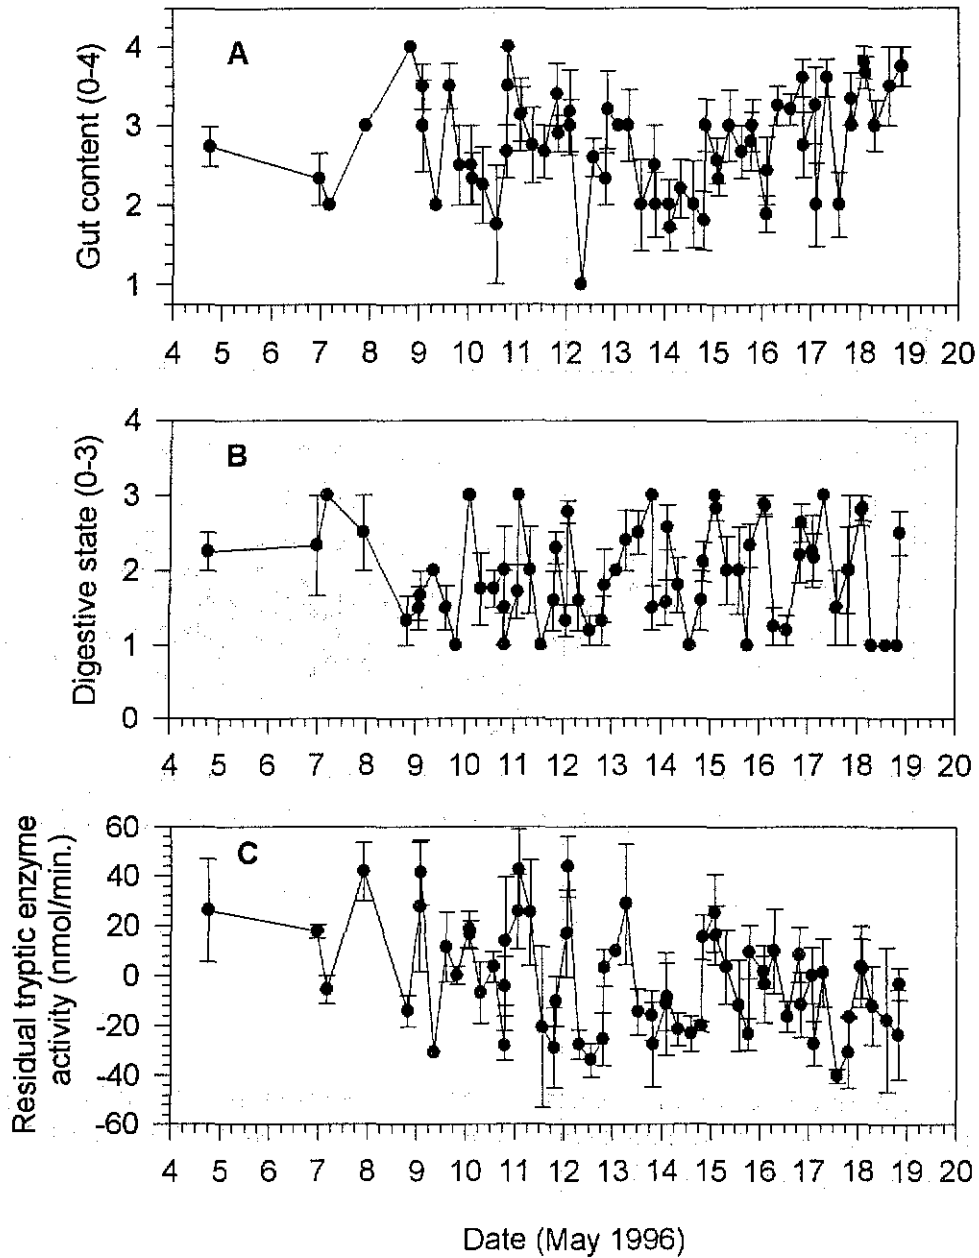 A
Gut content (0-4)
4
3
2
1
4 5 6 7 8 9 10 11 12 13 14 15 16 17 18 19 20
B
Digestive state (0-3)
4
3
2
1
0
4 5 6 7 8 9 10 11 12 13 14 15 16 17 18 19 20
C
Residual tryptic enzyme
activity (nmol/min.)
60
40
20
0
-20
-40
-60
4 5 6 7 8 9 10 11 12 13 14 15 16 17 18 19 20
Date (May 1996)